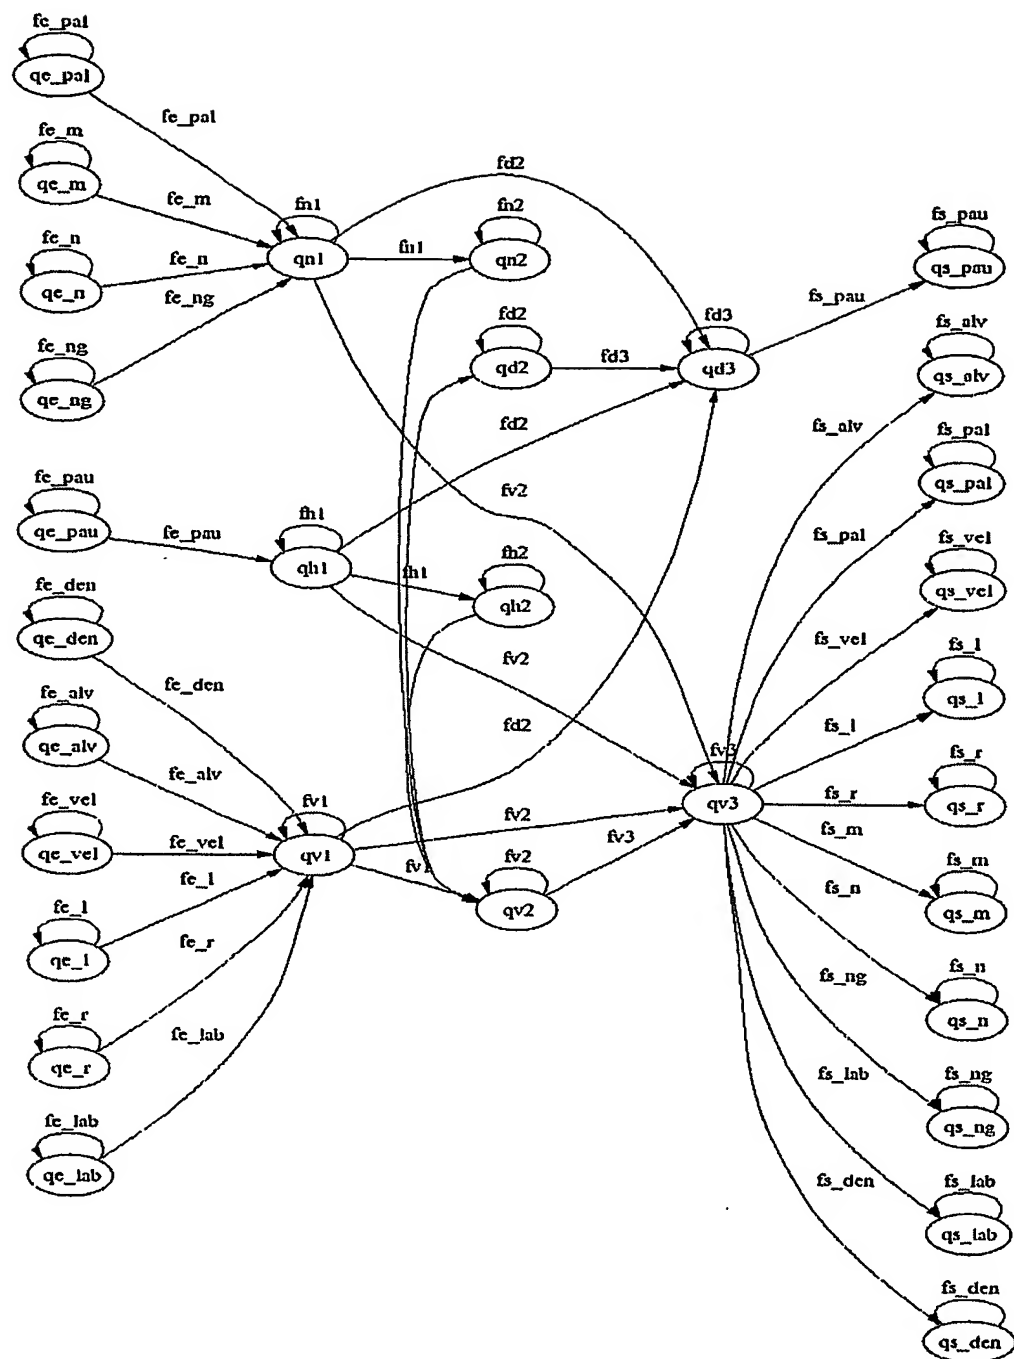 fe_pal
qe_pal
fe_pal
fe_m
qe_m
fe_m
fe_n
qe_n
fe_n
fe_ng
qe_ng
fe_ng
fn1
qn1
fn1
fd2
fn2
qn2
fd2
qd2
fd3
fd3
qd3
fs_pau
fs_pau
qs_pau
fe_pau
qe_pau
fe_pau
fh1
qh1
fh1
fd2
fv2
fh2
qh2
fv2
fe_den
qe_den
fe_den
fe_alv
qe_alv
fe_alv
fe_vel
qe_vel
fe_vel
fe_l
qe_l
fe_l
fe_r
qe_r
fe_r
fe_lab
qe_lab
fe_lab
fv1
qv1
fv1
fd2
fv2
fv2
qv2
fv3
fv3
qv3
fs_alv
fs_alv
qs_alv
fs_pal
fs_pal
qs_pal
fs_vel
fs_vel
qs_vel
fs_l
fs_l
qs_l
fs_r
fs_r
qs_r
fs_m
fs_m
qs_m
fs_n
fs_n
qs_n
fs_ng
fs_ng
qs_ng
fs_lab
fs_lab
qs_lab
fs_den
fs_den
qs_den